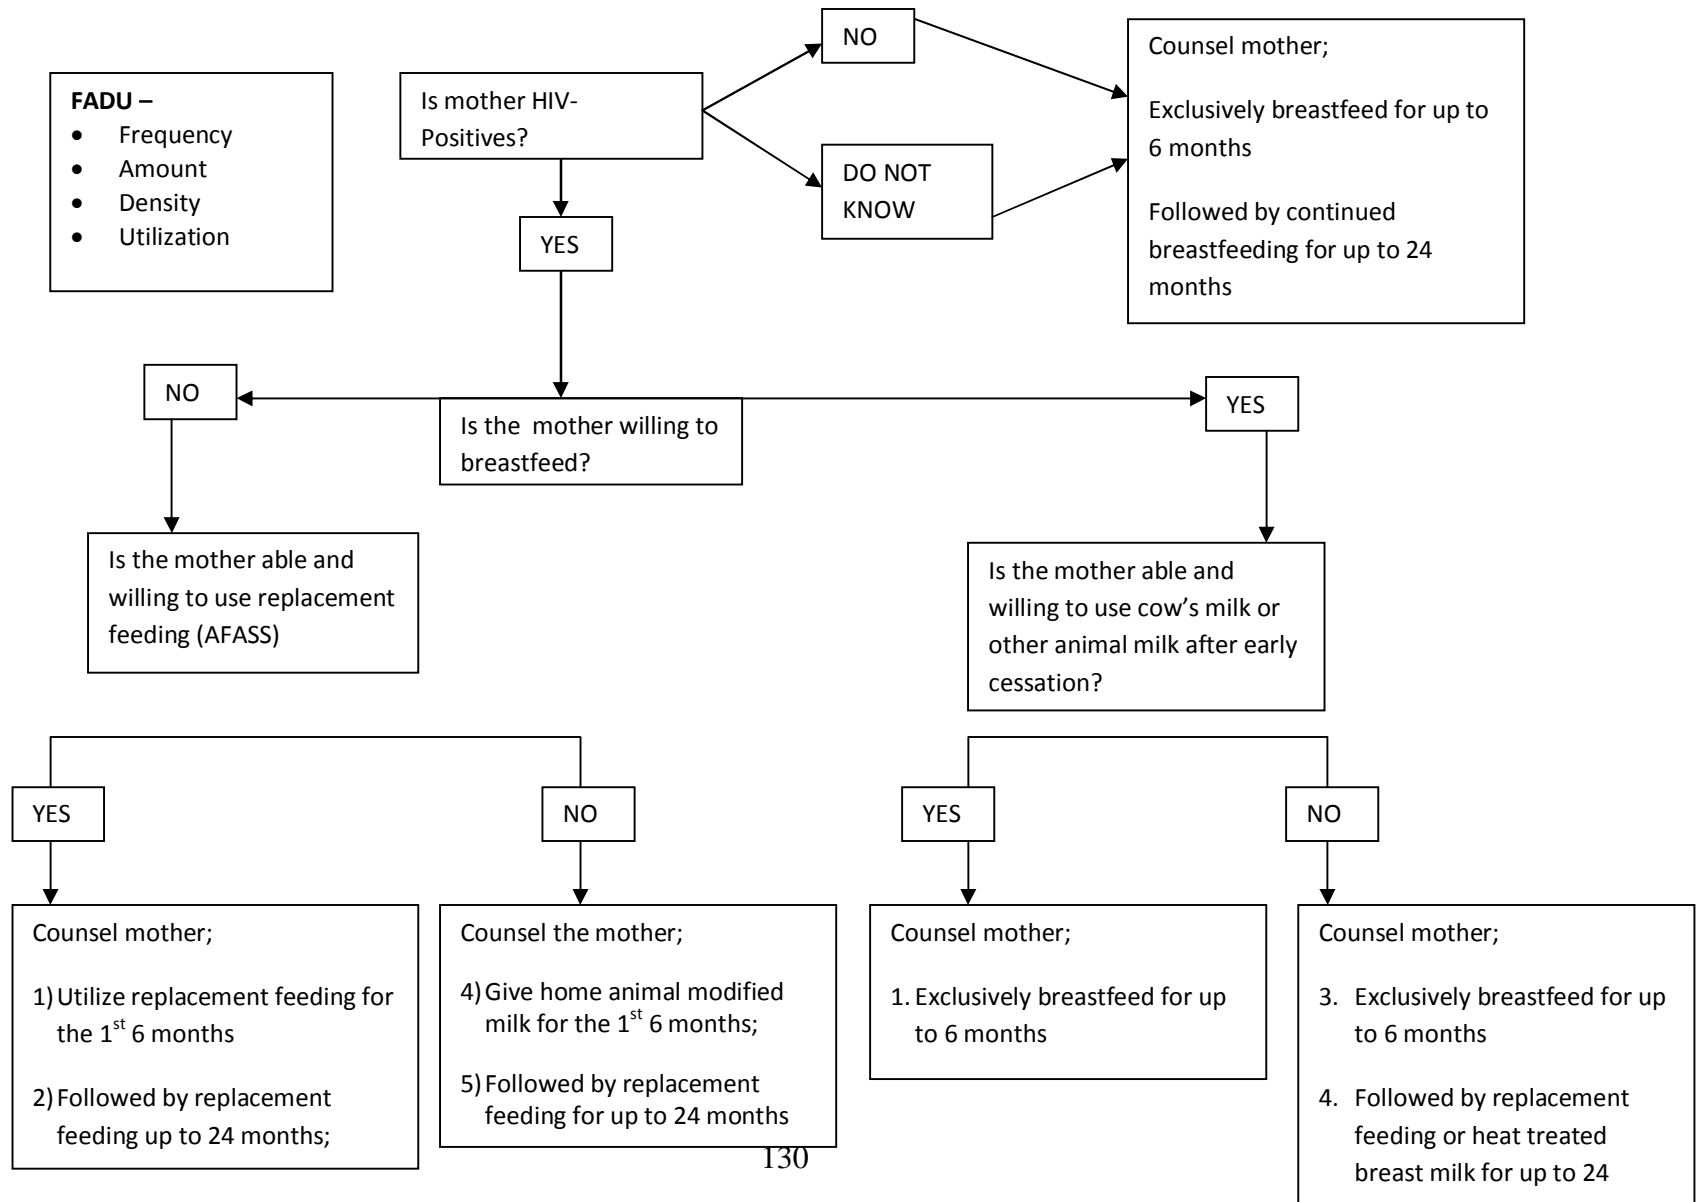 FADU –
• Frequency
• Amount
• Density
• Utilization
Is mother HIV-
Positives?
NO
DO NOT
KNOW
Counsel mother;
Exclusively breastfeed for up to
6 months
Followed by continued
breastfeeding for up to 24
months
YES
NO
Is the mother willing to
breastfeed?
YES
Is the mother able and
willing to use replacement
feeding (AFASS)
Is the mother able and
willing to use cow’s milk or
other animal milk after early
cessation?
YES
NO
YES
NO
Counsel mother;
1) Utilize replacement feeding for
the 1st 6 months
2) Followed by replacement
feeding up to 24 months;
Counsel the mother;
4) Give home animal modified
milk for the 1st 6 months;
5) Followed by replacement
feeding for up to 24 months
Counsel mother;
1. Exclusively breastfeed for up
to 6 months
Counsel mother;
3. Exclusively breastfeed for up
to 6 months
4. Followed by replacement
feeding or heat treated
breast milk for up to 24
130